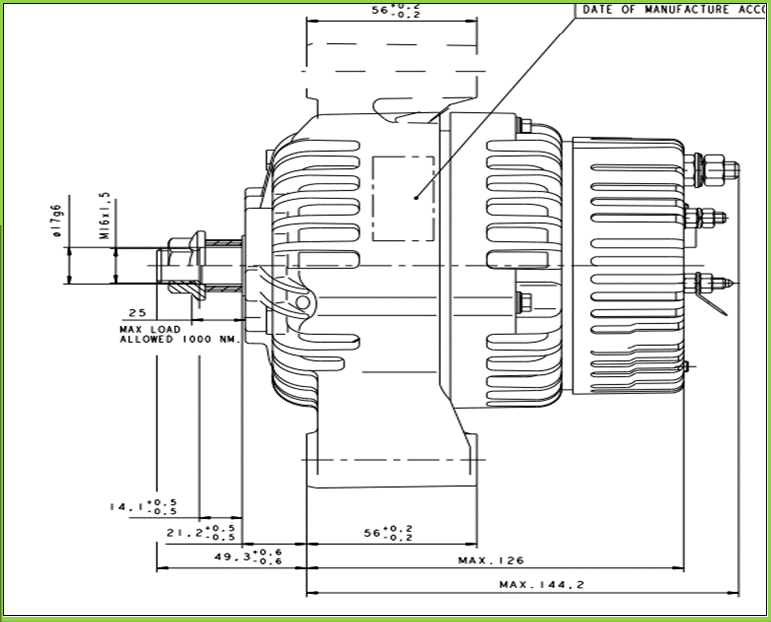 56+0.2
-0.2
DATE OF MANUFACTURE ACCO
ø17g6
M16x1,5
25
MAX LOAD
ALLOWED 1000 NM.
14.1+0.5
-0.5
21.2+0.5
-0.5
56+0.2
-0.2
49.3+0.6
-0.6
MAX.126
MAX.144.2